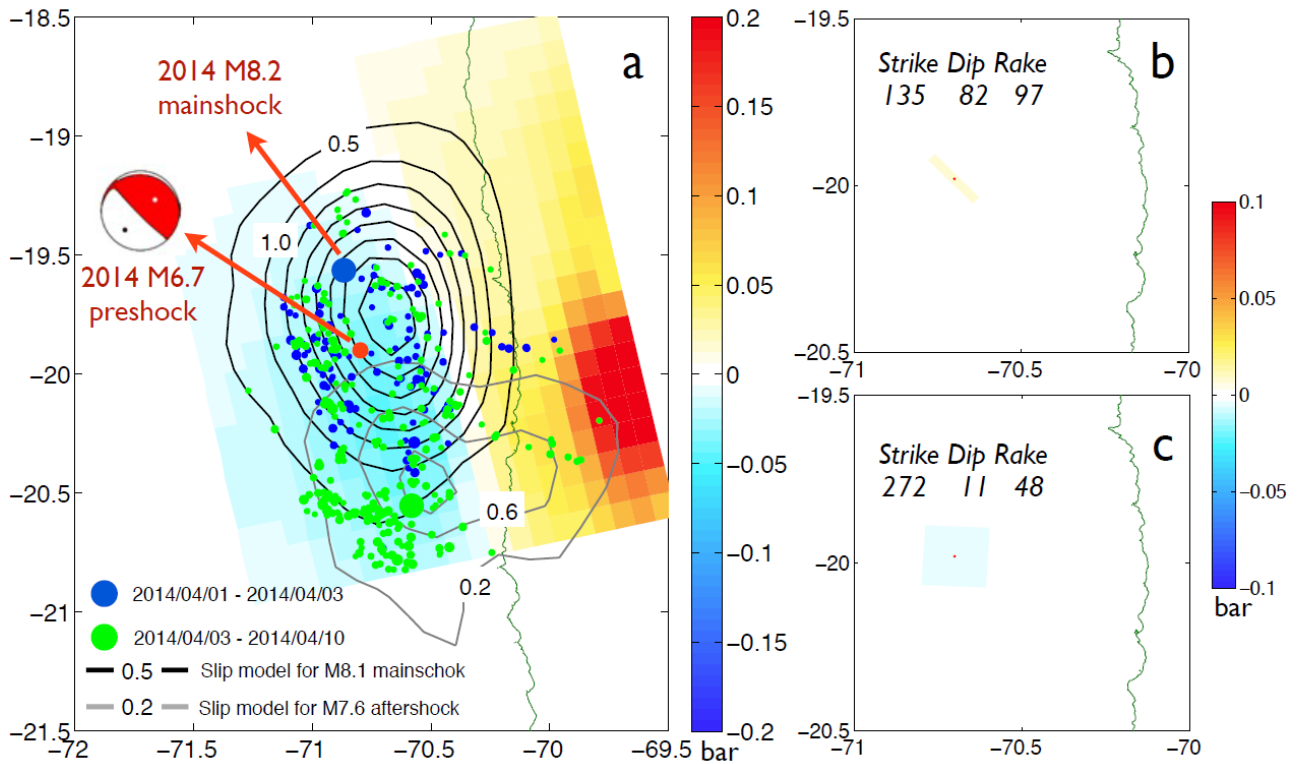 a
2014 M8.2
mainshock
2014 M6.7
preshock
0.5
1.0
0.6
0.2
2014/04/01 - 2014/04/03
2014/04/03 - 2014/04/10
0.5 Slip model for M8.1 mainschok
0.2 Slip model for M7.6 aftershock
−18.5
−19
−19.5
−20
−20.5
−21
−21.5
−72
−71.5
−71
−70.5
−70
−69.5
0.2
0.15
0.1
0.05
0
−0.05
−0.1
−0.15
−0.2
bar
b
Strike Dip Rake
135 82 97
−19.5
−20
−20.5
−71
−70.5
−70
c
Strike Dip Rake
272 11 48
−19.5
−20
−20.5
−71
−70.5
−70
0.1
0.05
0
−0.05
−0.1
bar